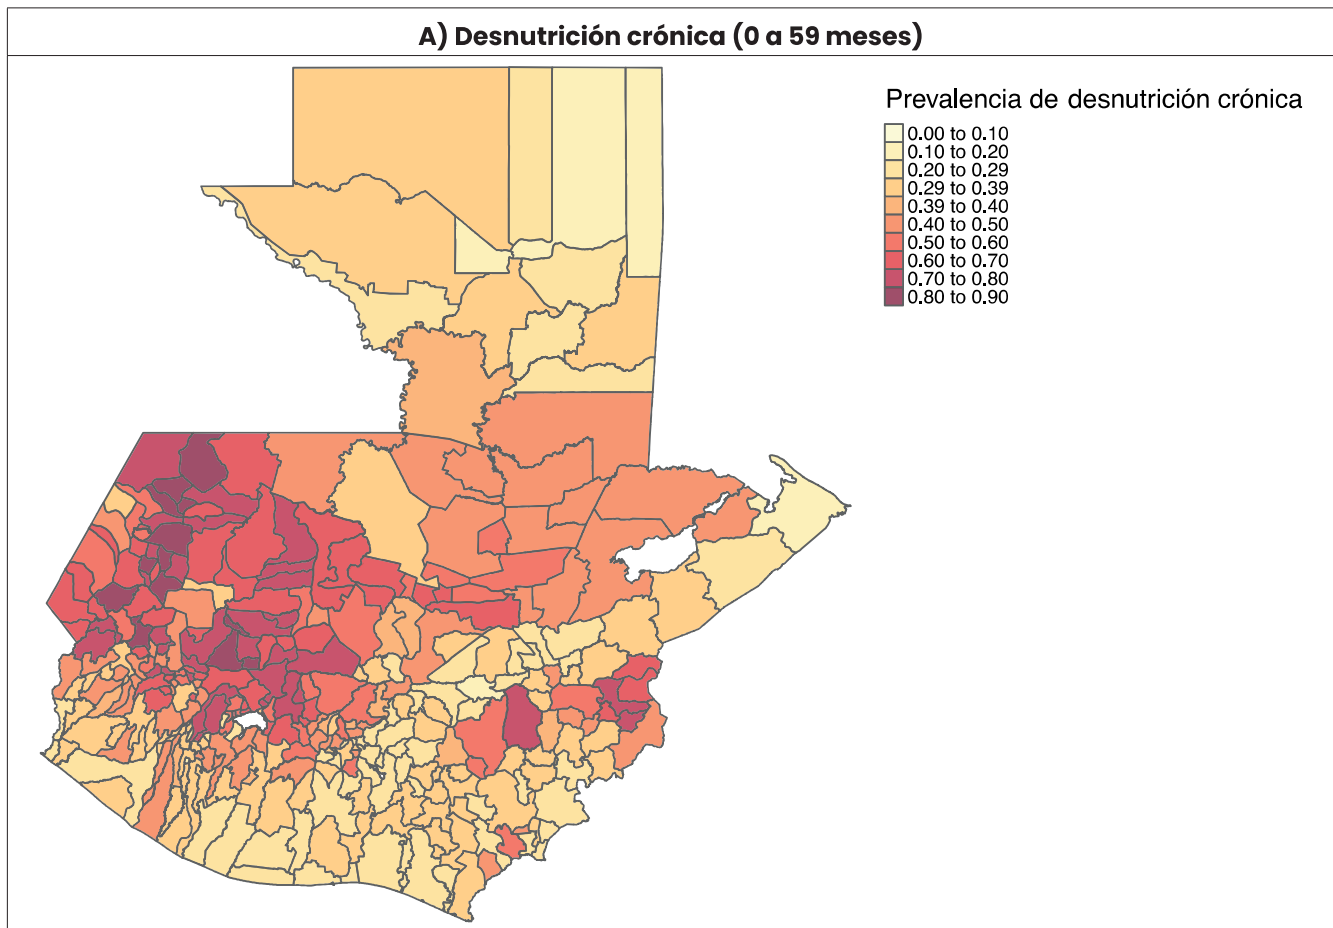 A) Desnutrición crónica (0 a 59 meses)
Prevalencia de desnutrición crónica
0.00 to 0.10
0.10 to 0.20
0.20 to 0.29
0.29 to 0.39
0.39 to 0.40
0.40 to 0.50
0.50 to 0.60
0.60 to 0.70
0.70 to 0.80
0.80 to 0.90